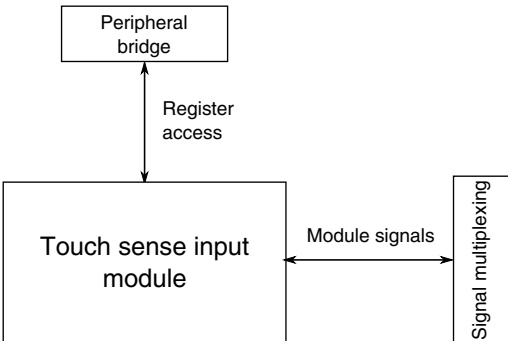 Peripheral
bridge
Register
access
Touch sense input
module
Module signals
Signal multiplexing